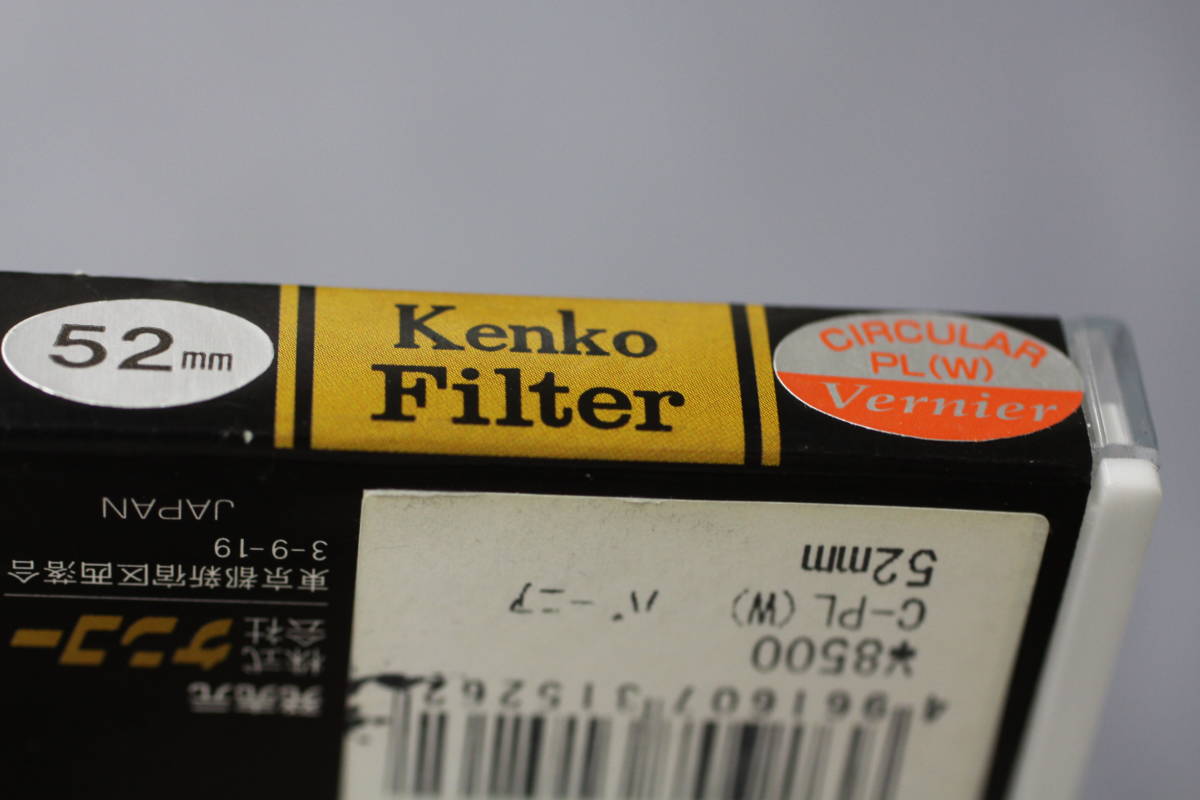 52mm
Kenko
Filter
CIRCULAR
PL(W)
Vernier
発売元
株式会社 ケンコー
東京都新宿区西落合
3-9-19
JAPAN
4961607315262
¥8500
C-PL(W) バーニア
52mm